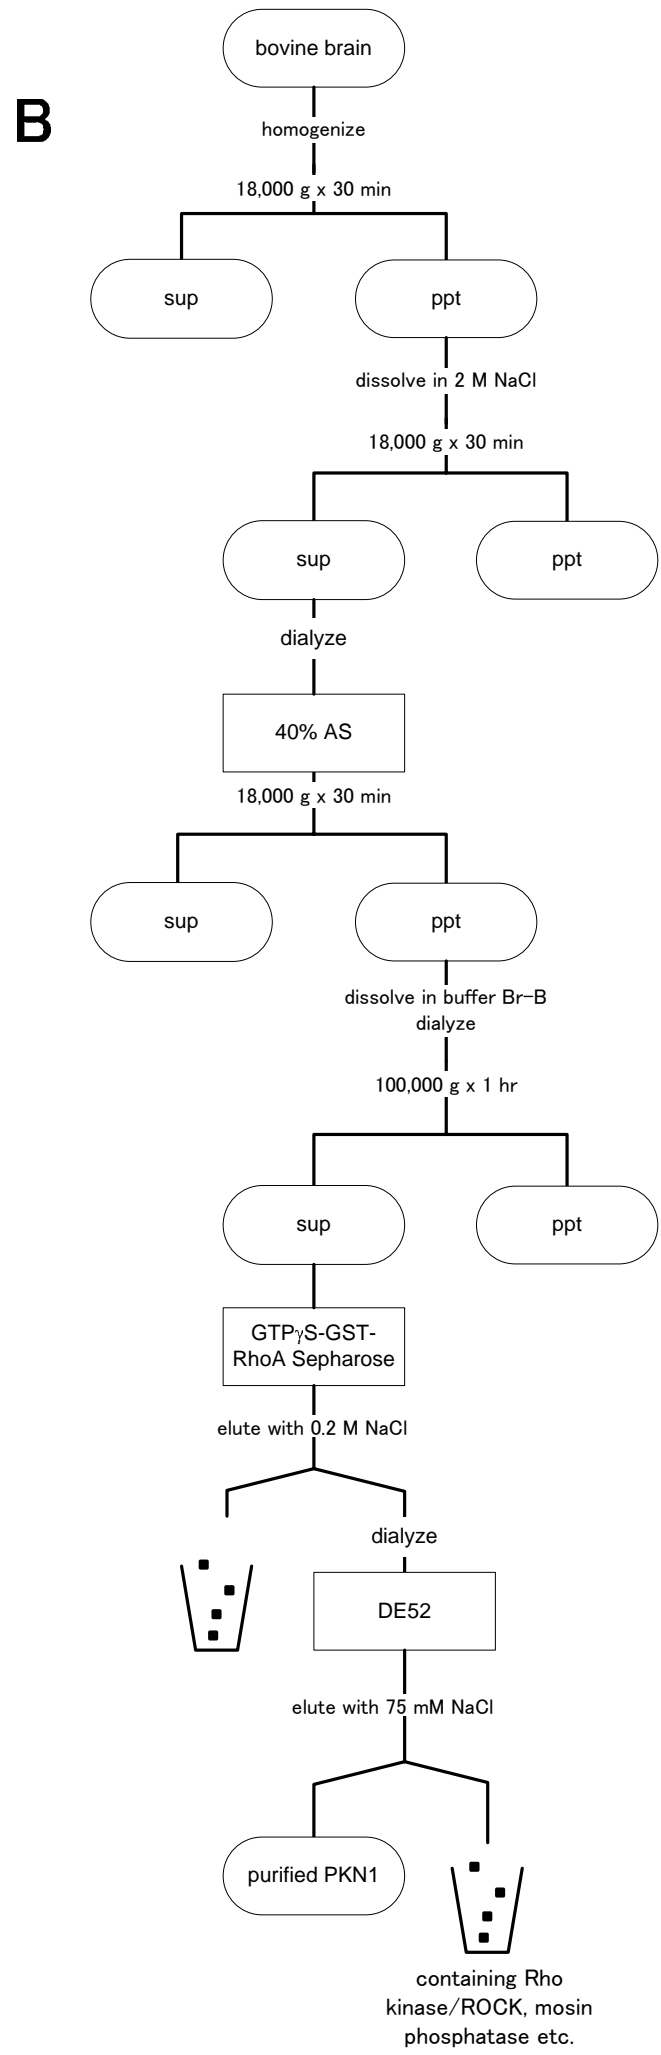 bovine brain
B
homogenize
18,000 g x 30 min
sup
ppt
dissolve in 2 M NaCl
18,000 g x 30 min
sup
ppt
dialyze
40% AS
18,000 g x 30 min
sup
ppt
dissolve in buffer Br-B
dialyze
100,000 g x 1 hr
sup
ppt
GTPγS-GST-
RhoA Sepharose
elute with 0.2 M NaCl
dialyze
DE52
elute with 75 mM NaCl
purified PKN1
containing Rho
kinase/ROCK, mosin
phosphatase etc.